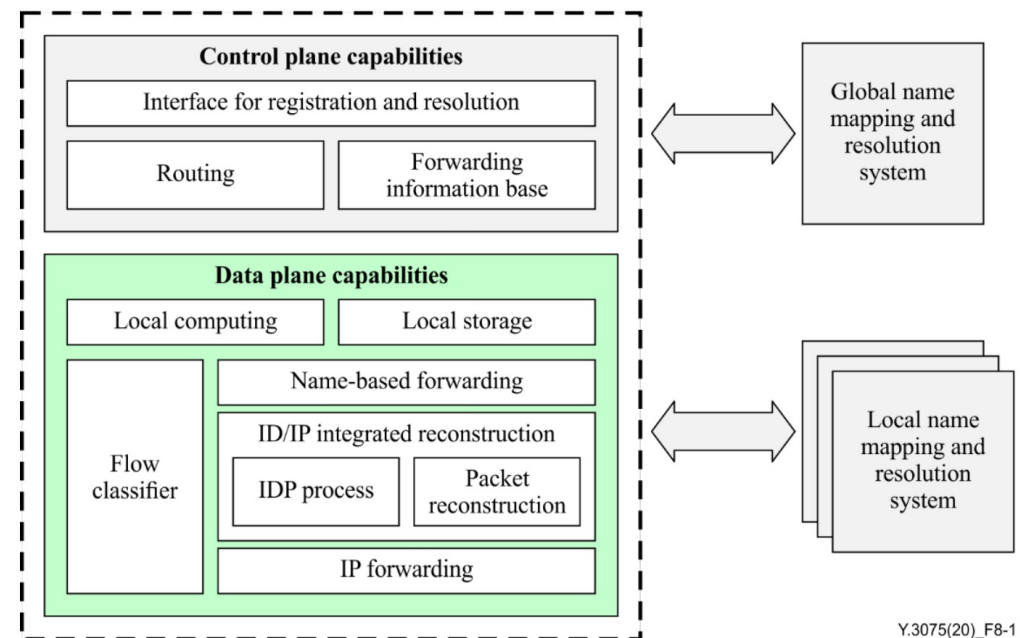 Control plane capabilities
Interface for registration and resolution
Routing
Forwarding
information base
Global name
mapping and
resolution
system
Data plane capabilities
Local computing
Local storage
Flow
classifier
Name-based forwarding
ID/IP integrated reconstruction
IDP process
Packet
reconstruction
IP forwarding
Local name
mapping and
resolution
system
Y.3075(20)_F8-1